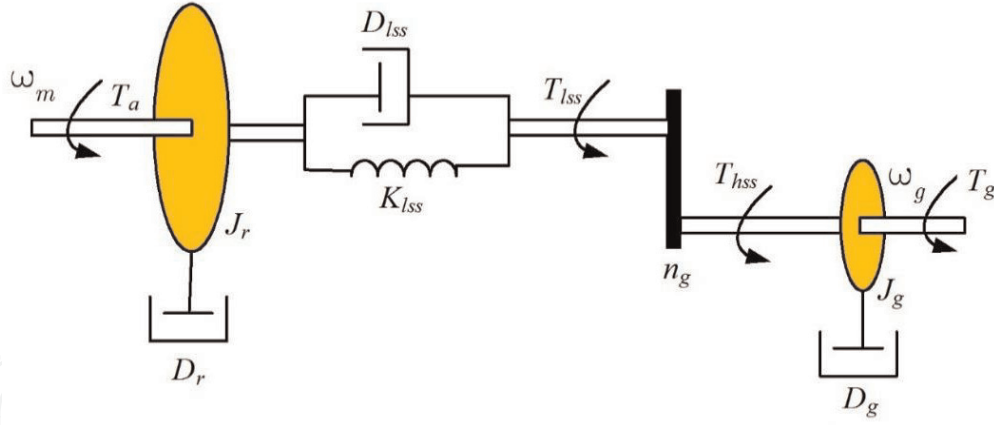 D_lss
ω_m
T_a
T_lss
K_lss
J_r
T_hss
ω_g
T_g
n_g
J_g
D_r
D_g